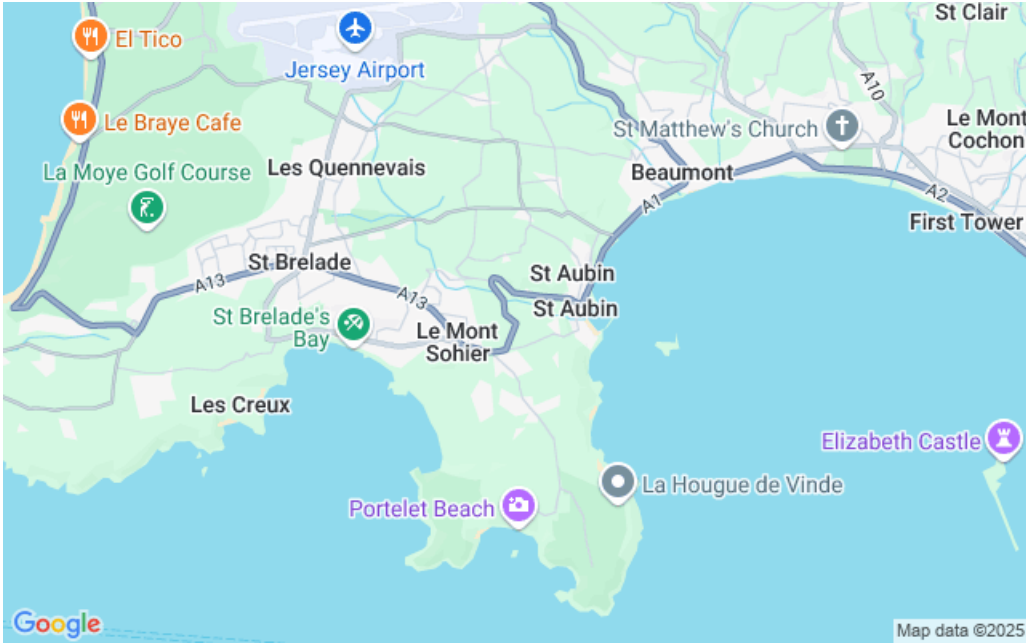 St Clair
El Tico
Jersey Airport
A10
Le Braye Cafe
St Matthew's Church
Le Mont
Cochon
La Moye Golf Course
Les Quennevais
Beaumont
A1
A2
First Tower
St Brelade
A13
A13
St Aubin
St Aubin
St Brelade's
Bay
Le Mont
Sohier
Les Creux
Elizabeth Castle
La Hougue de Vinde
Portelet Beach
Google
Map data ©2025